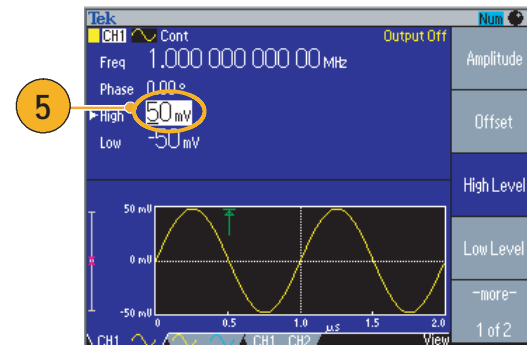 Tek Num
CH1 Cont Output Off
Freq 1.000 000 000 00 MHz
Phase 0.00 °
High 50 mV
Low -50 mV
5
Amplitude
Offset
High Level
Low Level
-more-
1 of 2
50 mV
0 mV
-50 mV
0 0.5 1.0 µs 1.5 2.0
CH1 CH1 CH2 View